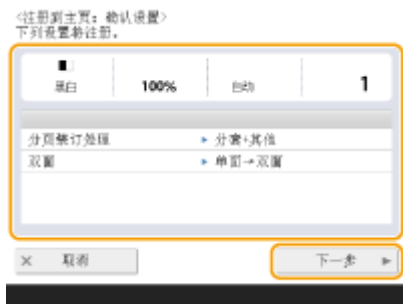 <注册到主页：确认设置>
下列设置将注册。
黑白 100% 自动 1
分页装订处理 ▸ 分套+其他
双面 ▸ 单面→双面
× 取消 下一步 ▸